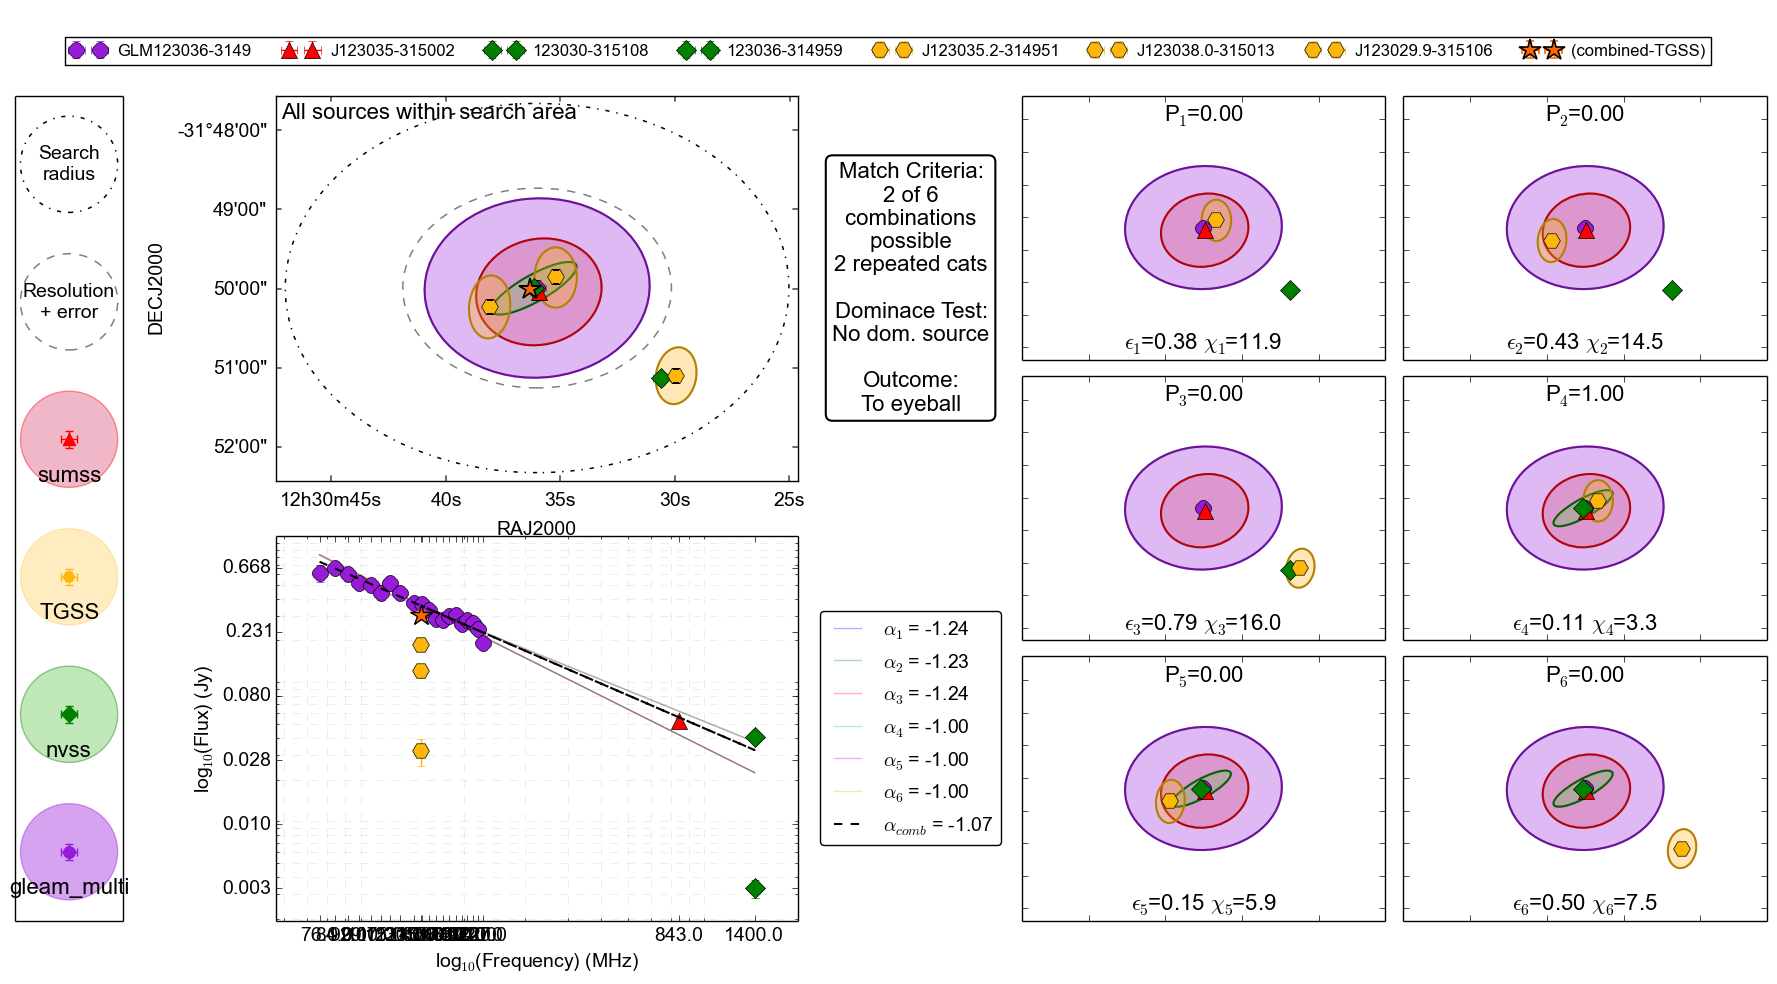 GLM123036-3149 J123035-315002 123030-315108 123036-314959 J123035.2-314951 J123038.0-315013 J123029.9-315106 (combined-TGSS)
Search
radius
Resolution
+ error
sumss
TGSS
nvss
gleam_multi
All sources within search area
DECJ2000
-31°48'00"
49'00"
50'00"
51'00"
52'00"
12h30m45s 40s 35s 30s 25s
RAJ2000
Match Criteria:
2 of 6
combinations
possible
2 repeated cats
Dominace Test:
No dom. source
Outcome:
To eyeball
log10(Flux) (Jy)
0.668
0.231
0.080
0.028
0.010
0.003
843.0 1400.0
log10(Frequency) (MHz)
α1 = -1.24
α2 = -1.23
α3 = -1.24
α4 = -1.00
α5 = -1.00
α6 = -1.00
αcomb = -1.07
P1=0.00
ϵ1=0.38 χ1=11.9
P2=0.00
ϵ2=0.43 χ2=14.5
P3=0.00
ϵ3=0.79 χ3=16.0
P4=1.00
ϵ4=0.11 χ4=3.3
P5=0.00
ϵ5=0.15 χ5=5.9
P6=0.00
ϵ6=0.50 χ6=7.5